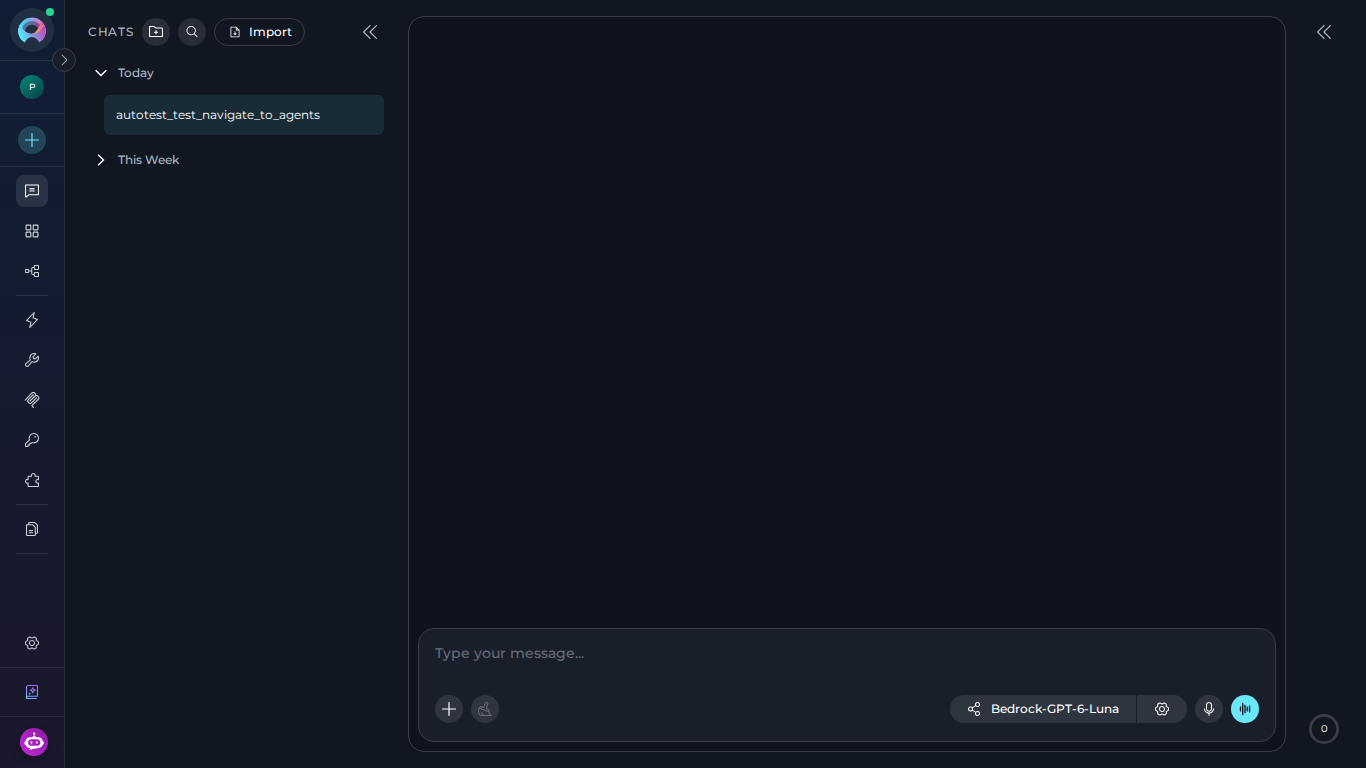 CHATS
Import
P
Today
autotest_test_navigate_to_agents
This Week
Type your message...
Bedrock-GPT-6-Luna
0